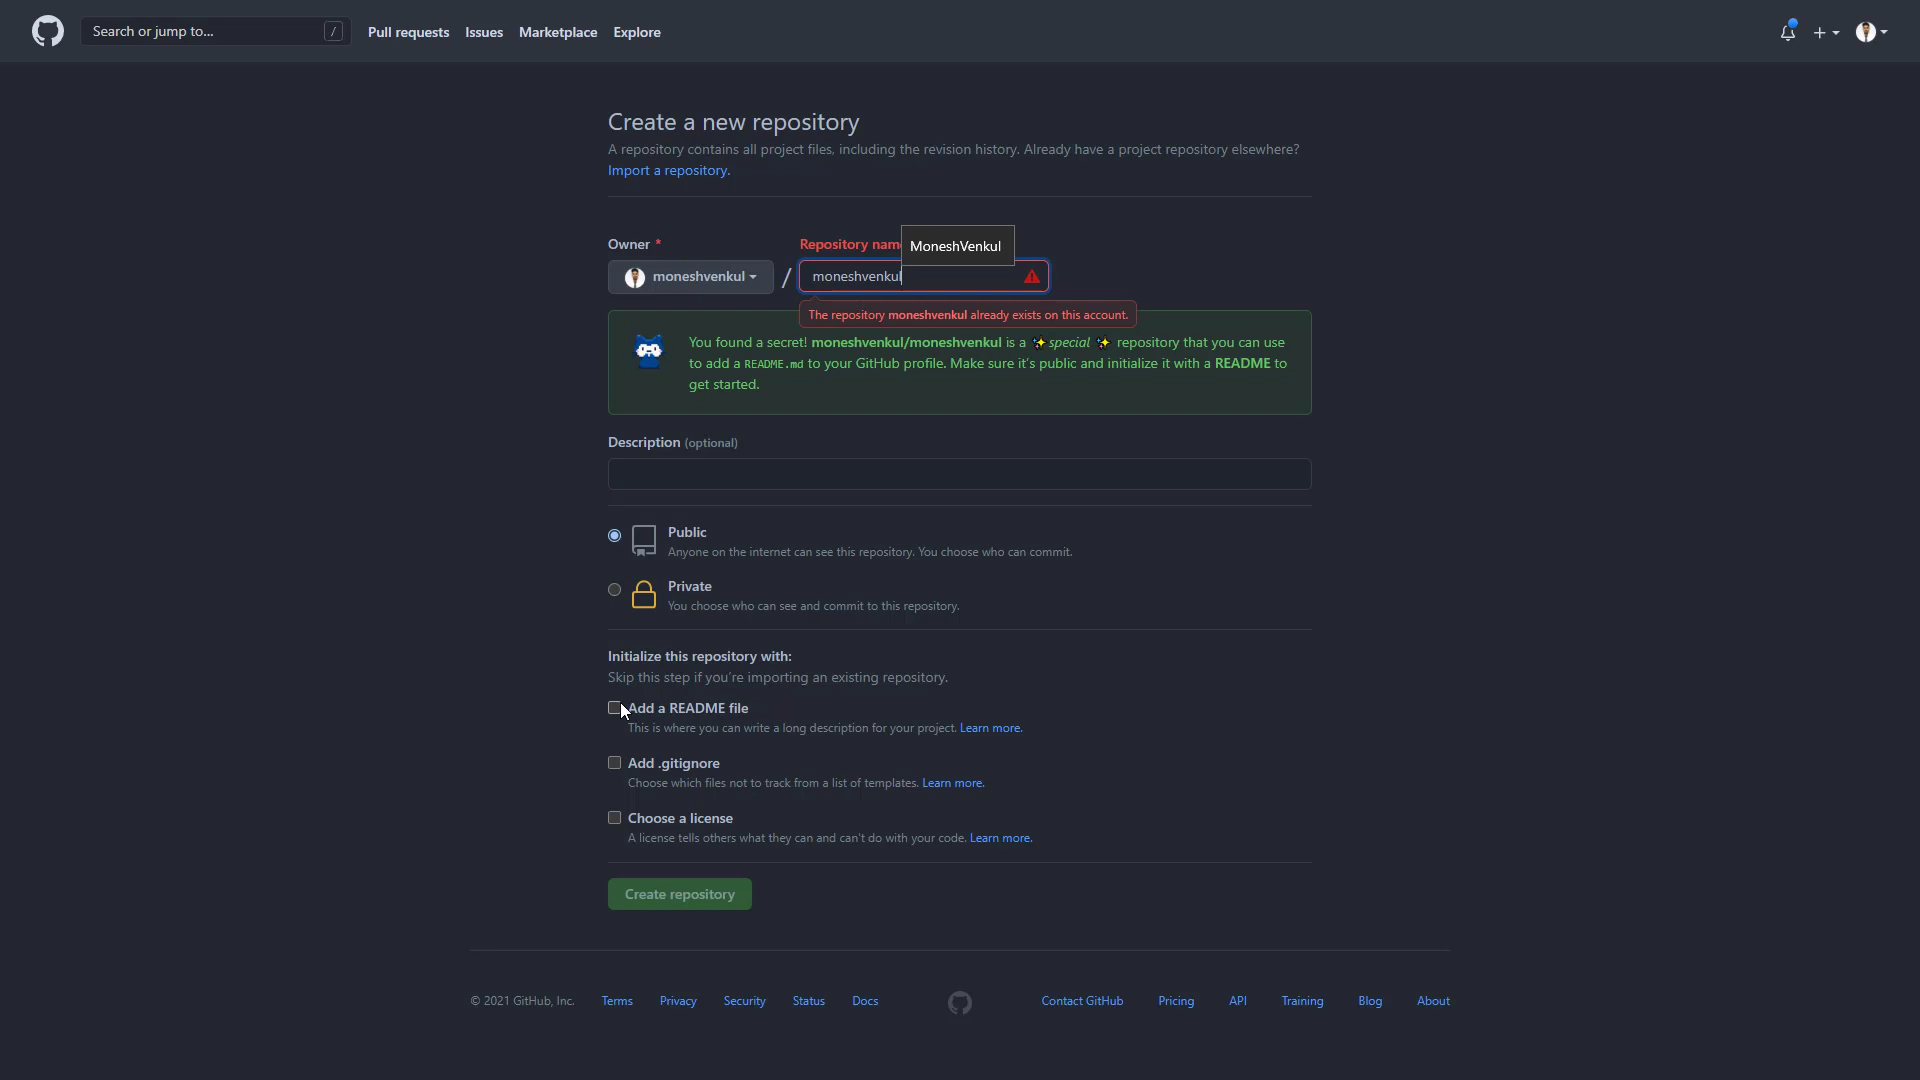 Search or jump to... /
Pull requests Issues Marketplace Explore
Create a new repository
A repository contains all project files, including the revision history. Already have a project repository elsewhere?
Import a repository.
Owner *
Repository name
MoneshVenkul
moneshvenkul / moneshvenkul
The repository moneshvenkul already exists on this account.
You found a secret! moneshvenkul/moneshvenkul is a ✨special ✨ repository that you can use
to add a README.md to your GitHub profile. Make sure it's public and initialize it with a README to
get started.
Description (optional)
Public
Anyone on the internet can see this repository. You choose who can commit.
Private
You choose who can see and commit to this repository.
Initialize this repository with:
Skip this step if you're importing an existing repository.
Add a README file
This is where you can write a long description for your project. Learn more.
Add .gitignore
Choose which files not to track from a list of templates. Learn more.
Choose a license
A license tells others what they can and can't do with your code. Learn more.
Create repository
© 2021 GitHub, Inc. Terms Privacy Security Status Docs Contact GitHub Pricing API Training Blog About